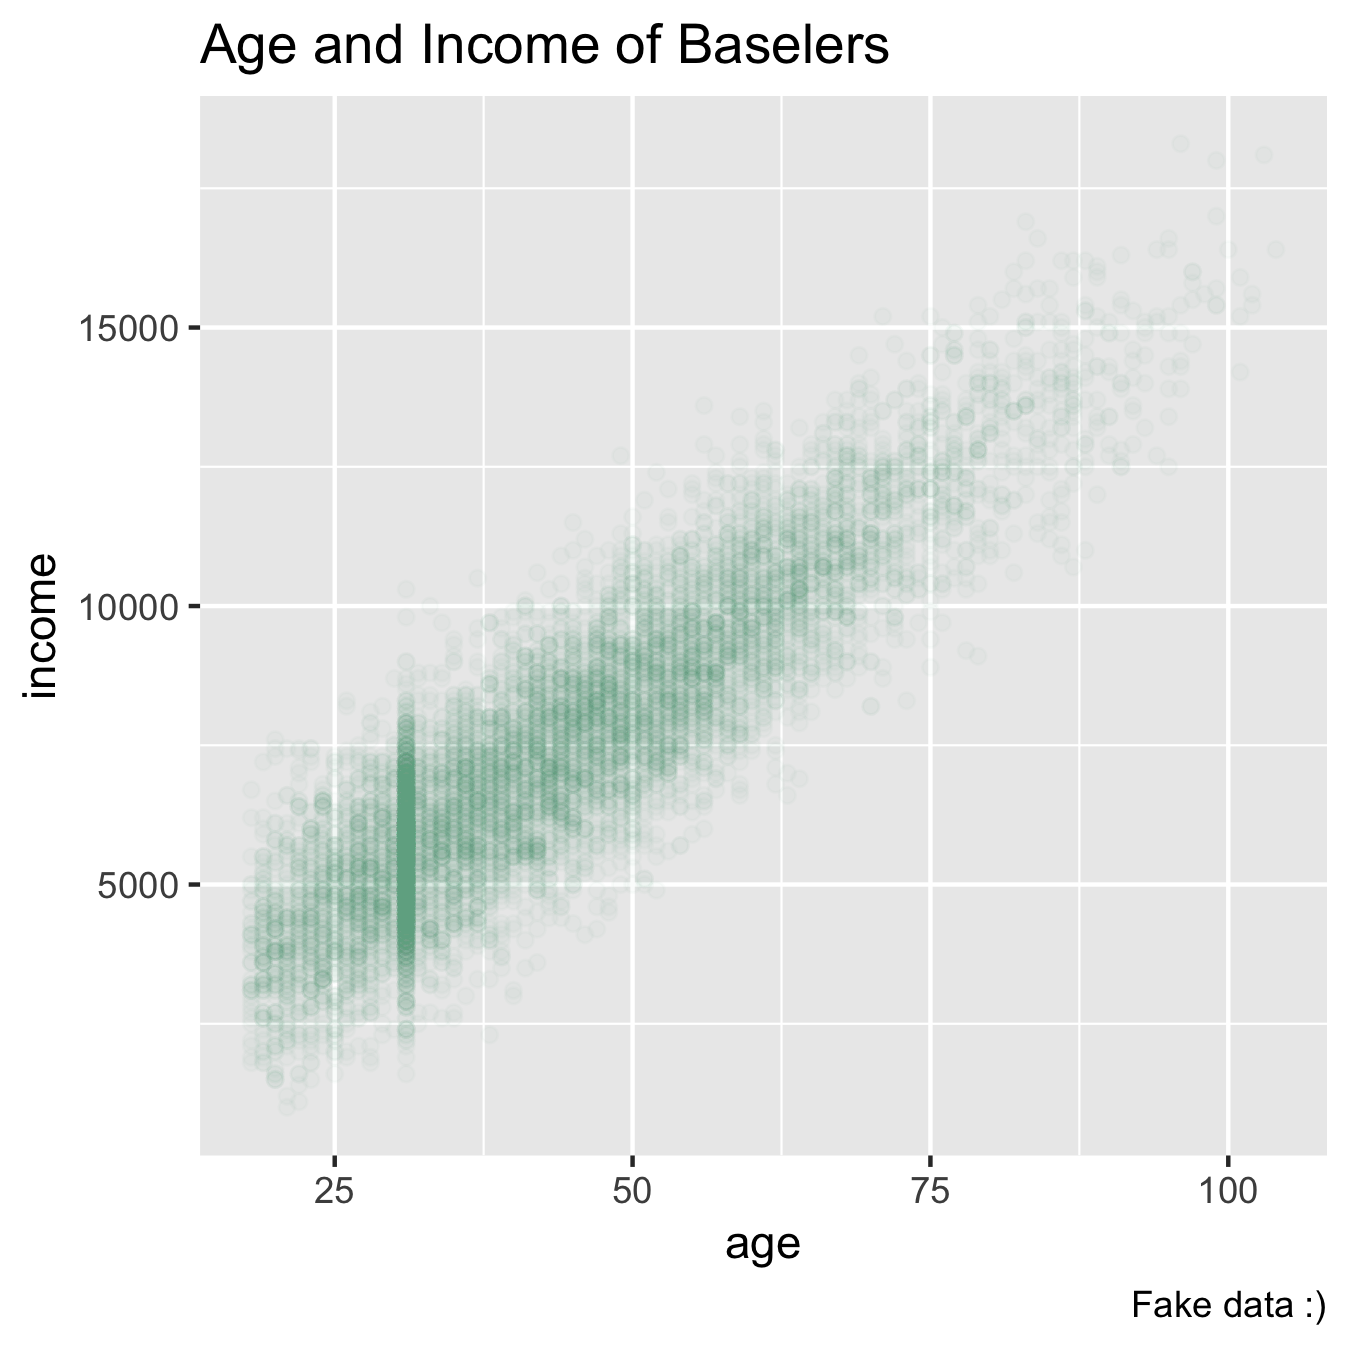 Age and Income of Baselers
income
15000
10000
5000
25 50 75 100
age
Fake data :)